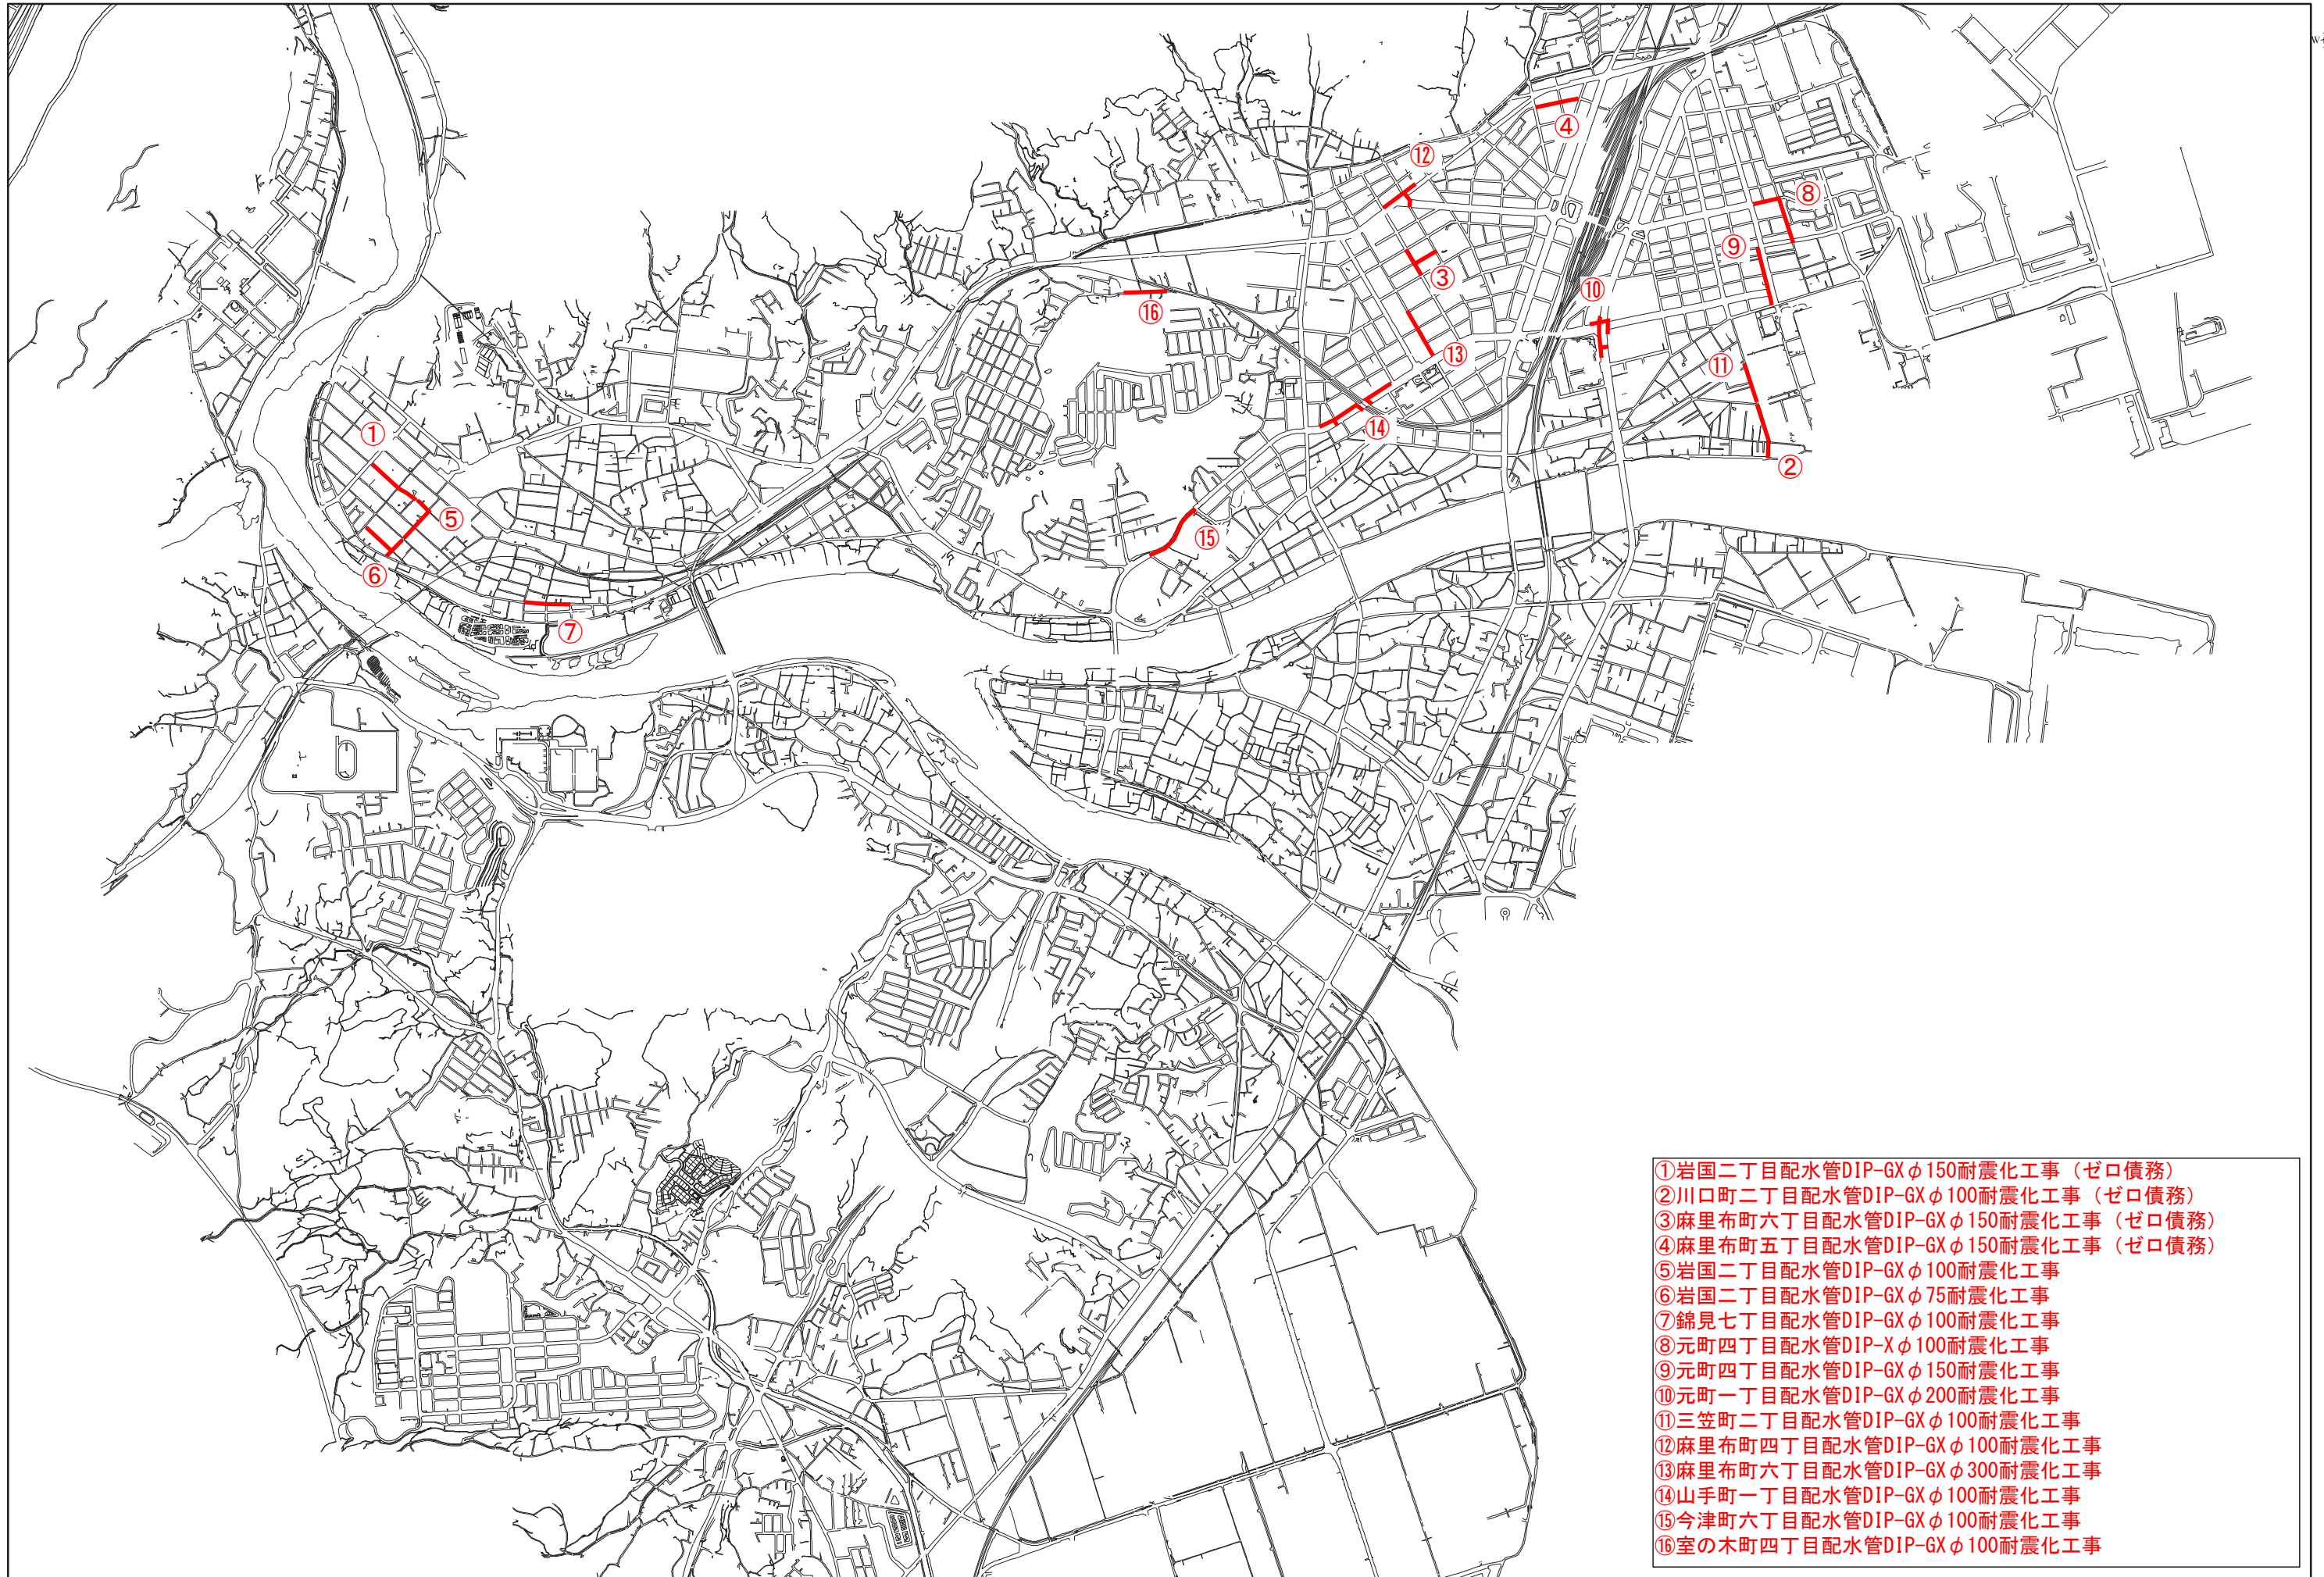 ④
⑫
⑧
③
⑨
⑯
⑩
⑬
⑪
①
⑭
②
⑤
⑮
⑥
⑦
①岩国二丁目配水管DIP-GXφ150耐震化工事（ゼロ債務）
②川口町二丁目配水管DIP-GXφ100耐震化工事（ゼロ債務）
③麻里布町六丁目配水管DIP-GXφ150耐震化工事（ゼロ債務）
④麻里布町五丁目配水管DIP-GXφ150耐震化工事（ゼロ債務）
⑤岩国二丁目配水管DIP-GXφ100耐震化工事
⑥岩国二丁目配水管DIP-GXφ75耐震化工事
⑦錦見七丁目配水管DIP-GXφ100耐震化工事
⑧元町四丁目配水管DIP-Xφ100耐震化工事
⑨元町四丁目配水管DIP-GXφ150耐震化工事
⑩元町一丁目配水管DIP-GXφ200耐震化工事
⑪三笠町二丁目配水管DIP-GXφ100耐震化工事
⑫麻里布町四丁目配水管DIP-GXφ100耐震化工事
⑬麻里布町六丁目配水管DIP-GXφ300耐震化工事
⑭山手町一丁目配水管DIP-GXφ100耐震化工事
⑮今津町六丁目配水管DIP-GXφ100耐震化工事
⑯室の木町四丁目配水管DIP-GXφ100耐震化工事